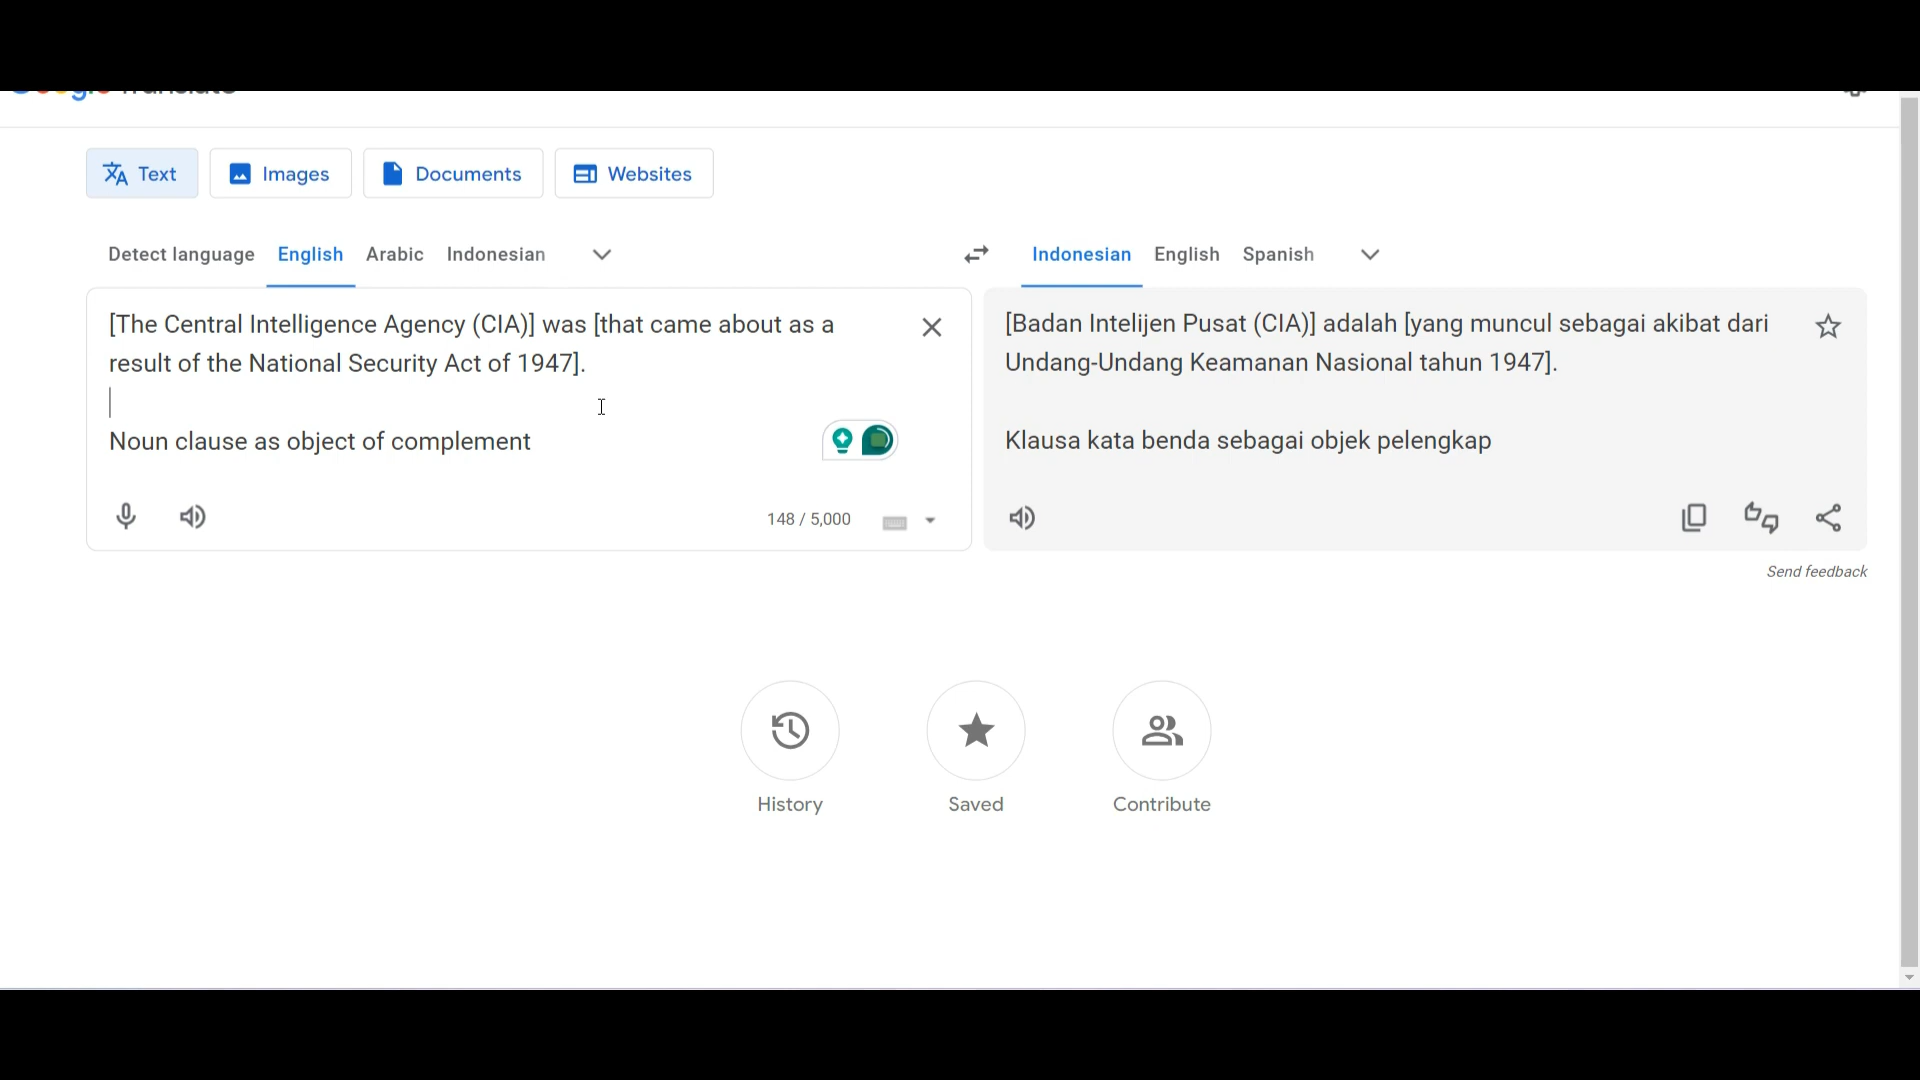 Text
Images
Documents
Websites
Detect language
English
Arabic
Indonesian
Indonesian
English
Spanish
[The Central Intelligence Agency (CIA)] was [that came about as a
result of the National Security Act of 1947].
Noun clause as object of complement
148 / 5,000
[Badan Intelijen Pusat (CIA)] adalah [yang muncul sebagai akibat dari
Undang-Undang Keamanan Nasional tahun 1947].
Klausa kata benda sebagai objek pelengkap
Send feedback
History
Saved
Contribute